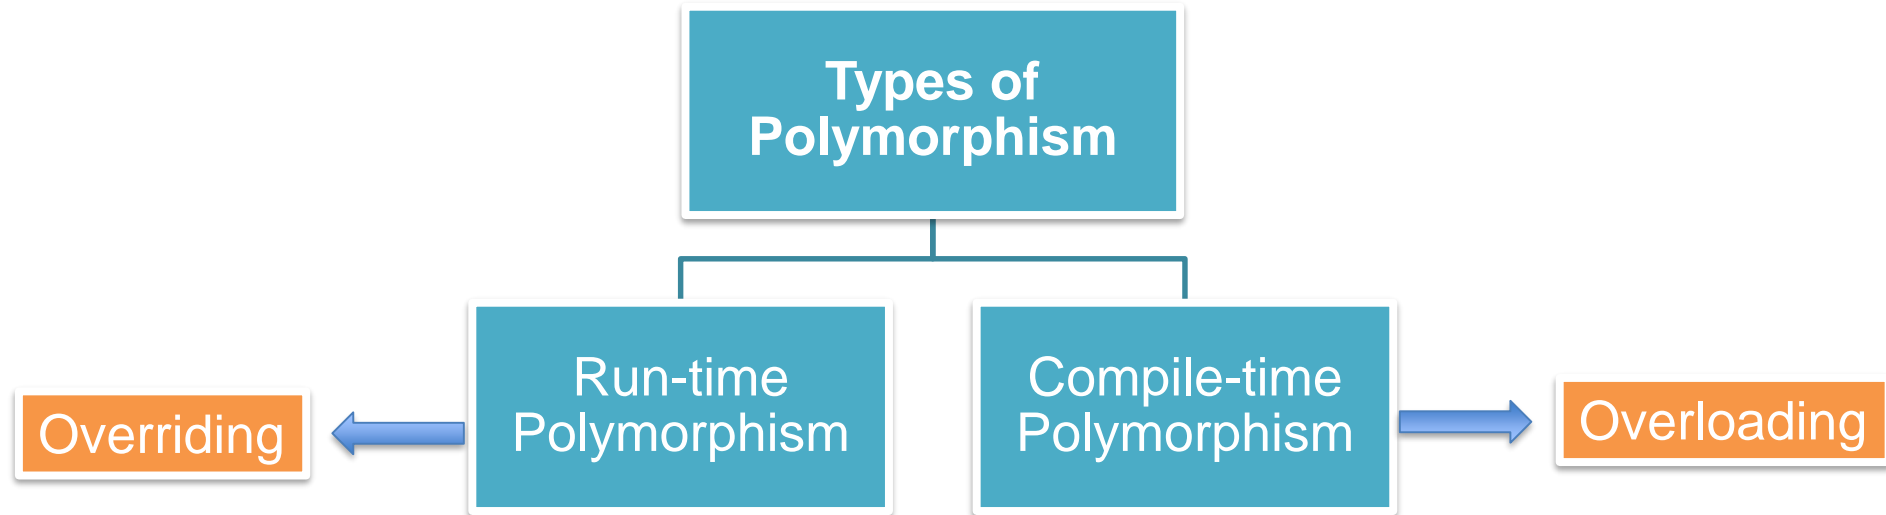 Types of
Polymorphism
Run-time
Polymorphism
Compile-time
Polymorphism
Overriding
Overloading